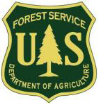 FOREST SERVICE
U S
DEPARTMENT OF AGRICULTURE